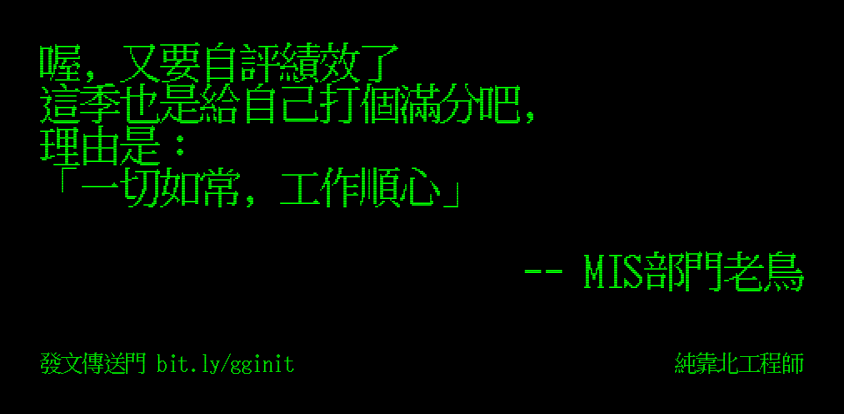 喔, 又要自評績效了
這季也是給自己打個滿分吧,
理由是：
「一切如常, 工作順心」
-- MIS部門老鳥
發文傳送門 bit.ly/gginit
純靠北工程師